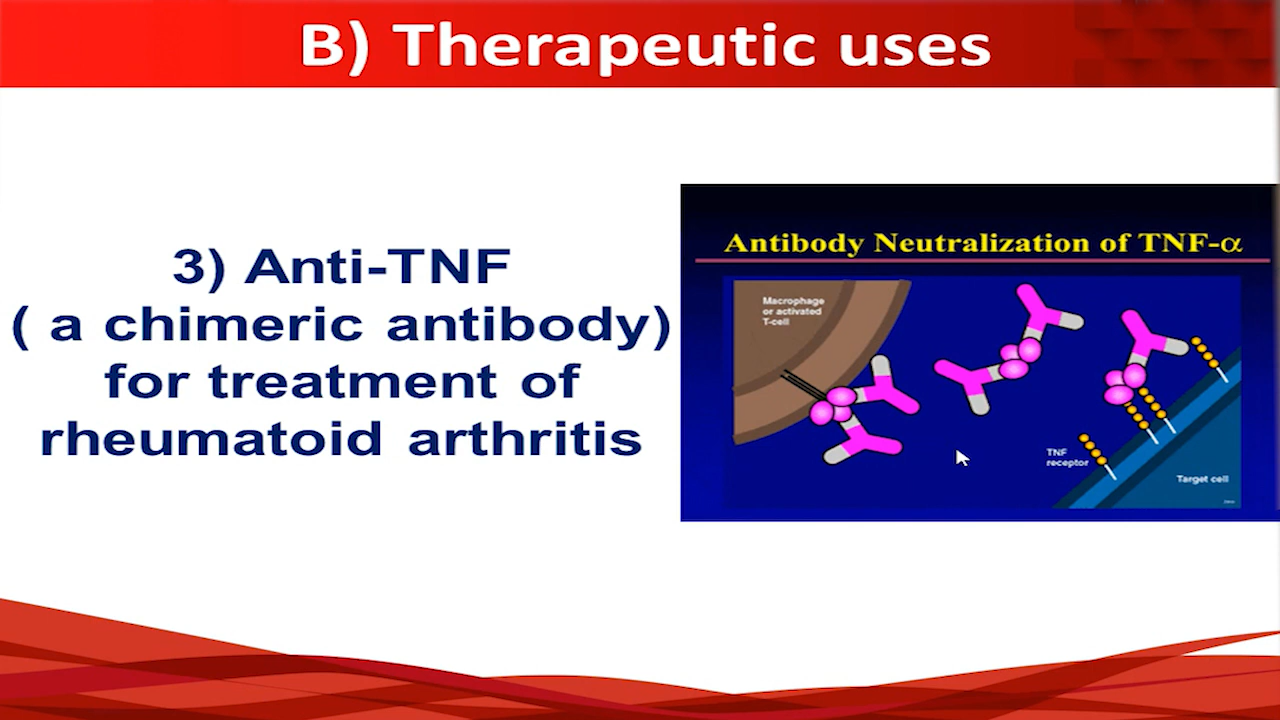 B) Therapeutic uses
3) Anti-TNF
( a chimeric antibody)
for treatment of
rheumatoid arthritis
Antibody Neutralization of TNF-α
Macrophage
or activated
T-cell
TNF
receptor
Target cell